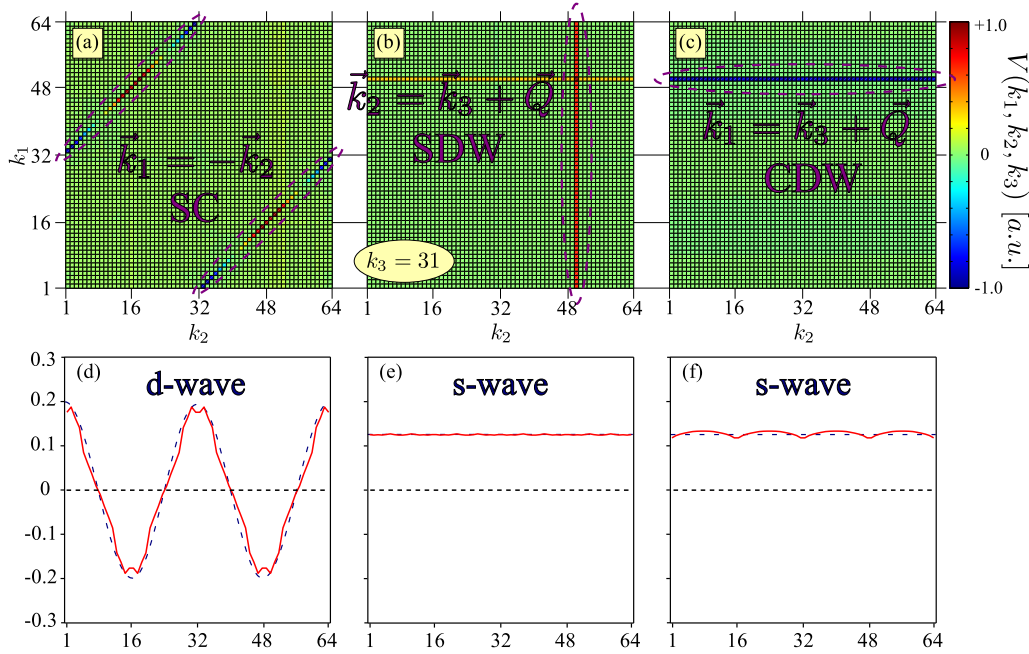 64
48
32
16
1
k₁
(a)
k⃗₁ = −k⃗₂
SC
1 16 32 48 64
k₂
(b)
k⃗₂ = k⃗₃ + Q⃗
SDW
k₃ = 31
1 16 32 48 64
k₂
(c)
k⃗₁ = k⃗₃ + Q⃗
CDW
1 16 32 48 64
k₂
+1.0
0
-1.0
V(k₁, k₂, k₃) [a.u.]
0.3
0.2
0.1
0
-0.1
-0.2
-0.3
(d)
d-wave
1 16 32 48 64
(e)
s-wave
1 16 32 48 64
(f)
s-wave
1 16 32 48 64